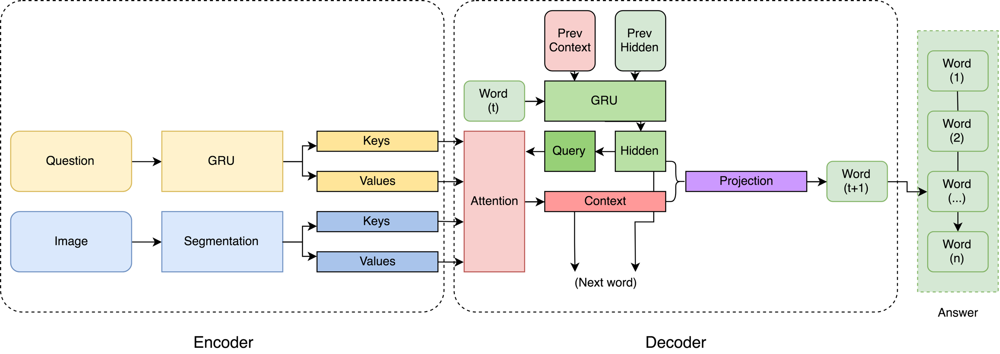 Question
GRU
Keys
Values
Image
Segmentation
Keys
Values
Encoder
Prev
Context
Prev
Hidden
Word
(t)
GRU
Attention
Query
Hidden
Context
Projection
Word
(t+1)
(Next word)
Decoder
Word
(1)
Word
(2)
Word
(...)
Word
(n)
Answer